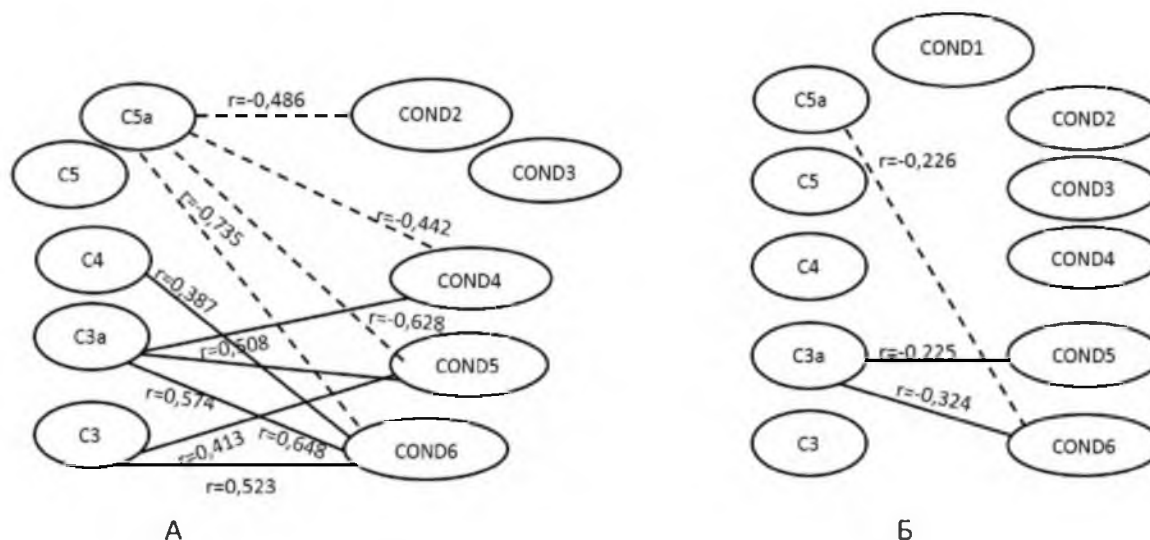 C5a
r=-0,486
COND2
C5
COND3
r=-0,735
r=-0,442
C4
r=0,387
COND4
C3a
r=0,508
r=-0,628
COND5
r=0,574
C3
r=0,413
r=0,648
COND6
r=0,523
А
COND1
C5a
COND2
r=-0,226
C5
COND3
C4
COND4
C3a
r=-0,225
COND5
r=-0,324
C3
COND6
Б